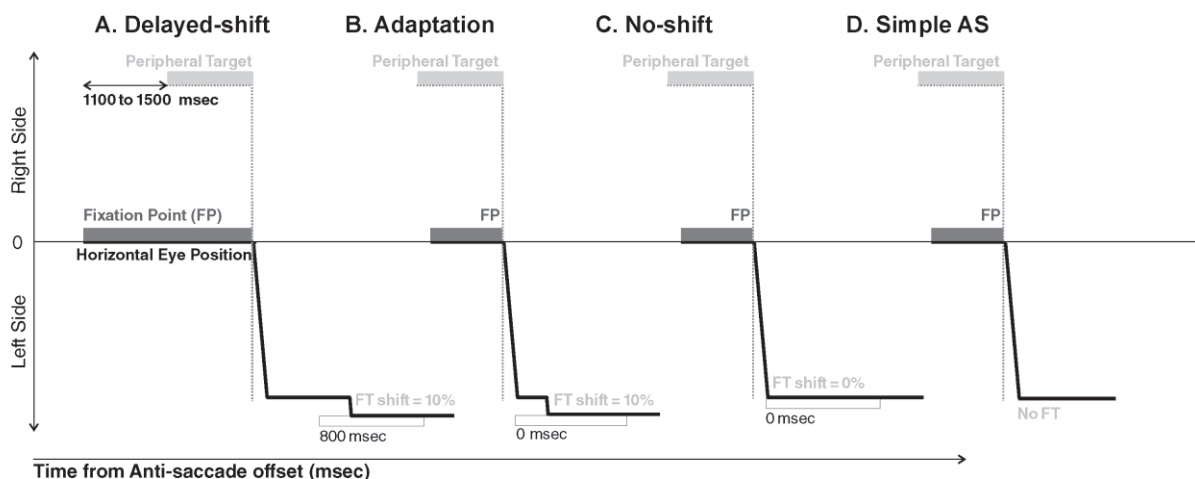 A. Delayed-shift B. Adaptation C. No-shift D. Simple AS
Peripheral Target Peripheral Target Peripheral Target Peripheral Target
1100 to 1500 msec
Right Side
Fixation Point (FP) FP FP FP
0
Horizontal Eye Position
Left Side
FT shift = 10% FT shift = 10% FT shift = 0% No FT
800 msec 0 msec 0 msec
Time from Anti-saccade offset (msec)